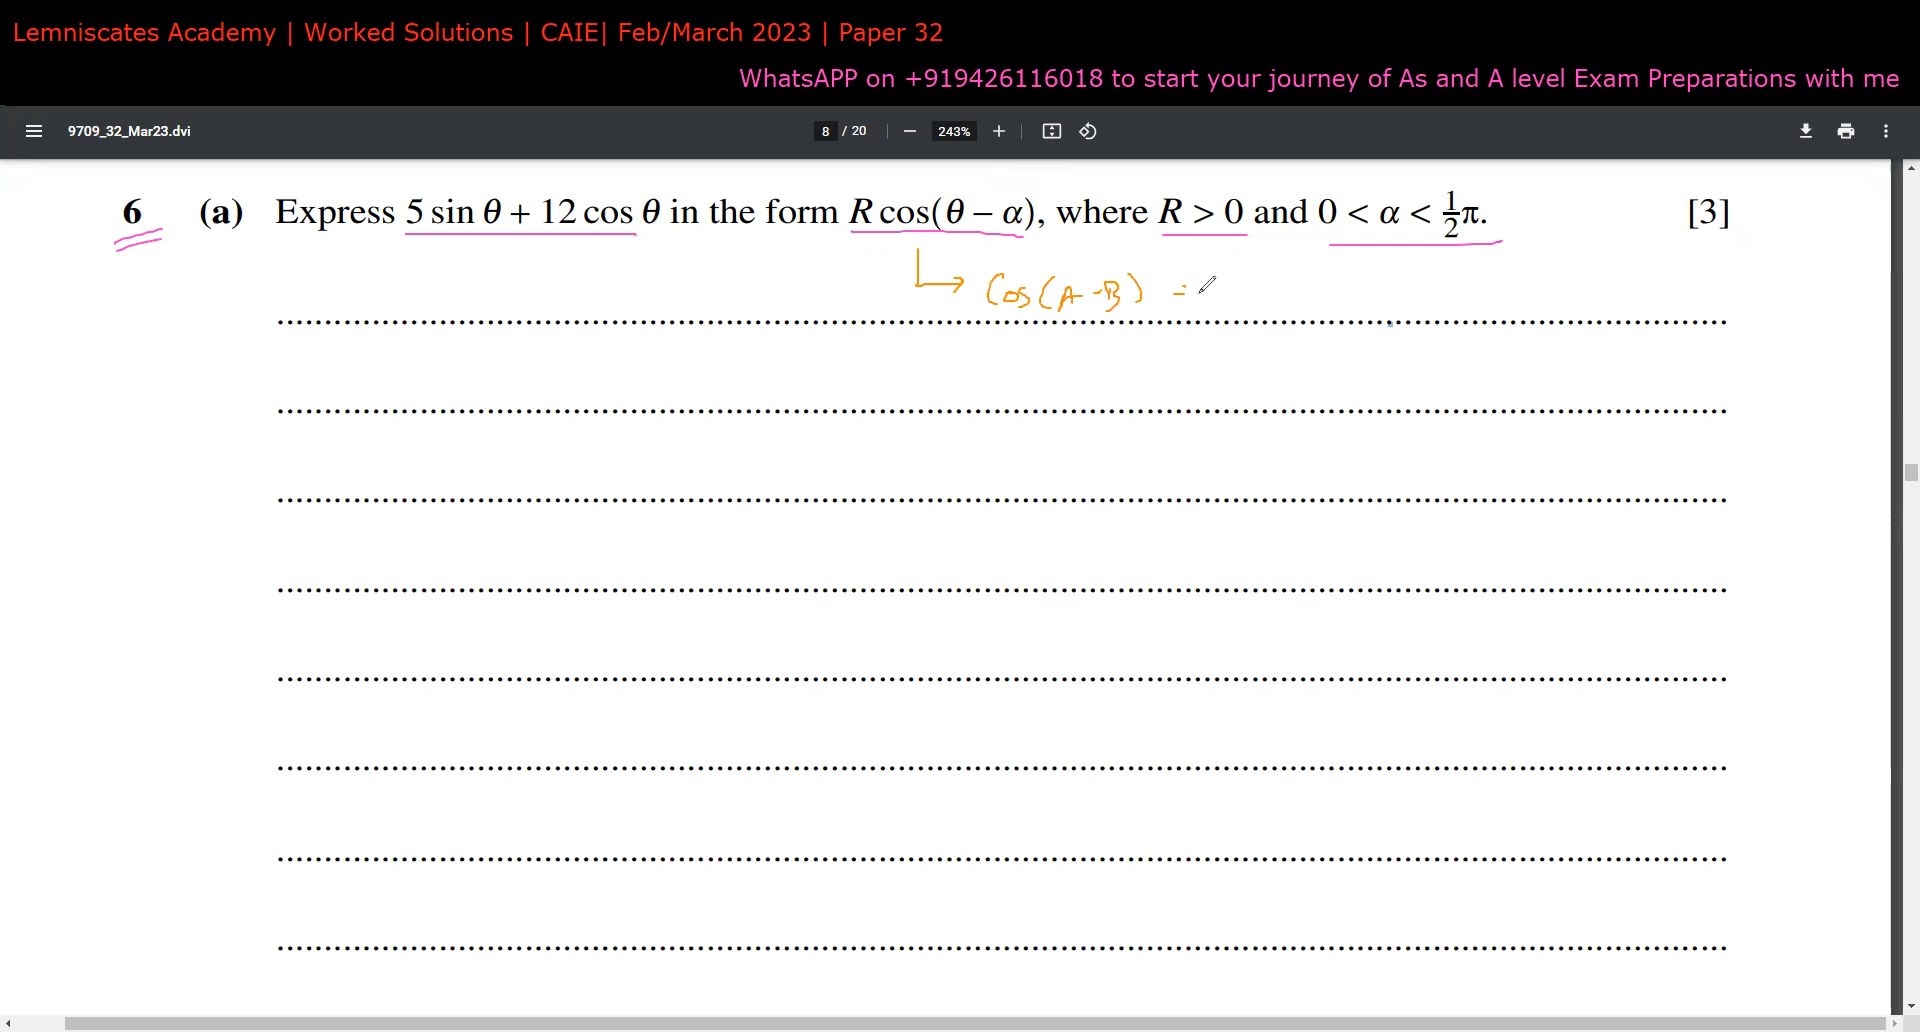 Lemniscates Academy | Worked Solutions | CAIE| Feb/March 2023 | Paper 32
WhatsAPP on +919426116018 to start your journey of As and A level Exam Preparations with me
9709_32_Mar23.dvi 8 / 20 243%
6 (a) Express 5 sin θ + 12 cos θ in the form R cos(θ − α), where R > 0 and 0 < α < 1/2π. [3]
Cos(A-B) =